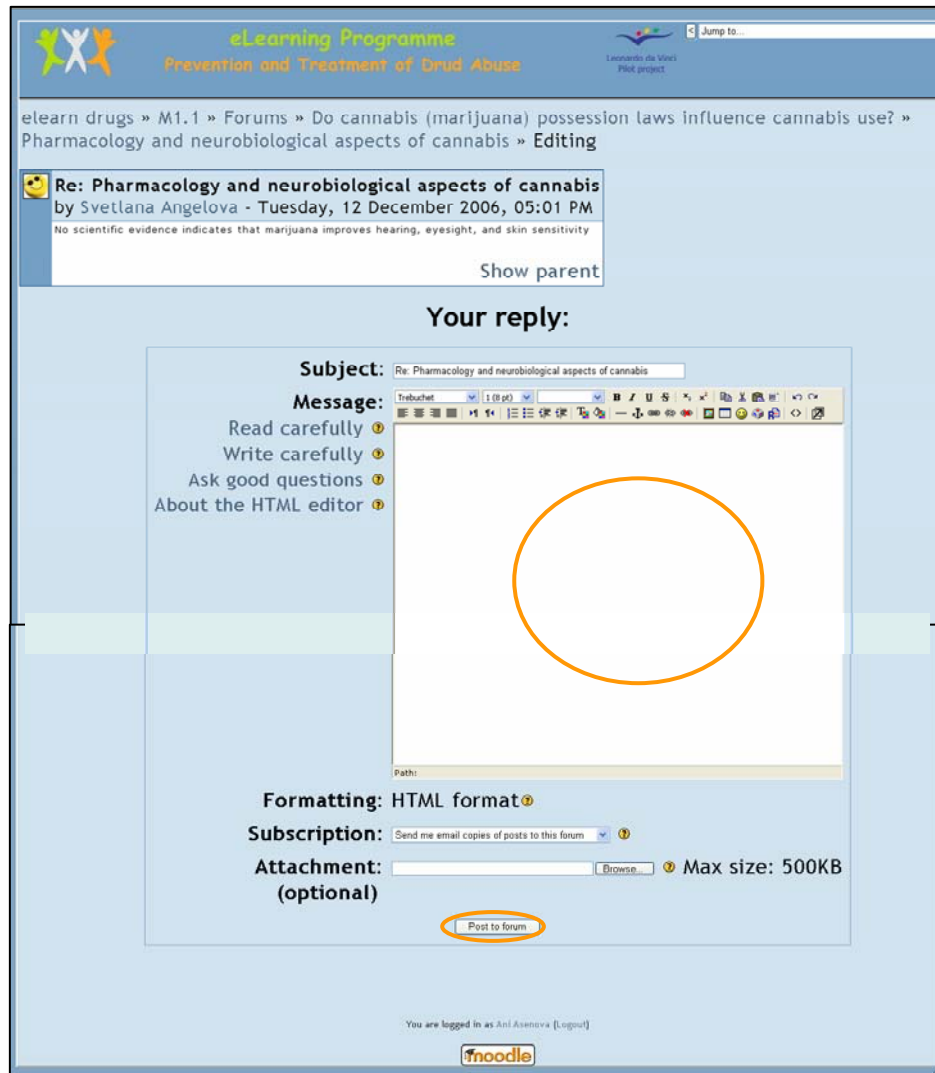 eLearning Programme
Prevention and Treatment of Drud Abuse
Leonardo da Vinci
Pilot project
< Jump to...
elearn drugs » M1.1 » Forums » Do cannabis (marijuana) possession laws influence cannabis use? »
Pharmacology and neurobiological aspects of cannabis » Editing
Re: Pharmacology and neurobiological aspects of cannabis
by Svetlana Angelova - Tuesday, 12 December 2006, 05:01 PM
No scientific evidence indicates that marijuana improves hearing, eyesight, and skin sensitivity
Show parent
Your reply:
Subject: Re: Pharmacology and neurobiological aspects of cannabis
Message: Trebuchet 1 (8 pt) B I U S
Read carefully
Write carefully
Ask good questions
About the HTML editor
Path:
Formatting: HTML format
Subscription: Send me email copies of posts to this forum
Attachment: Browse... Max size: 500KB
(optional)
Post to forum
You are logged in as Ani Asenova (Logout)
moodle